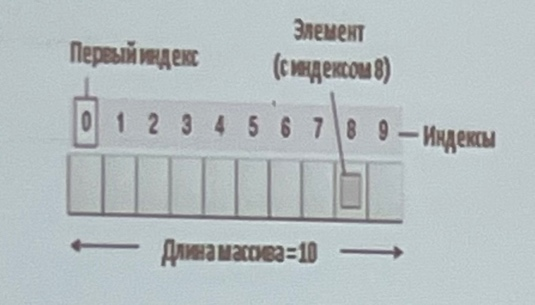 Элемент
(с индексом 8)
Первый индекс
0 1 2 3 4 5 6 7 8 9 Индексы
Длина массива=10